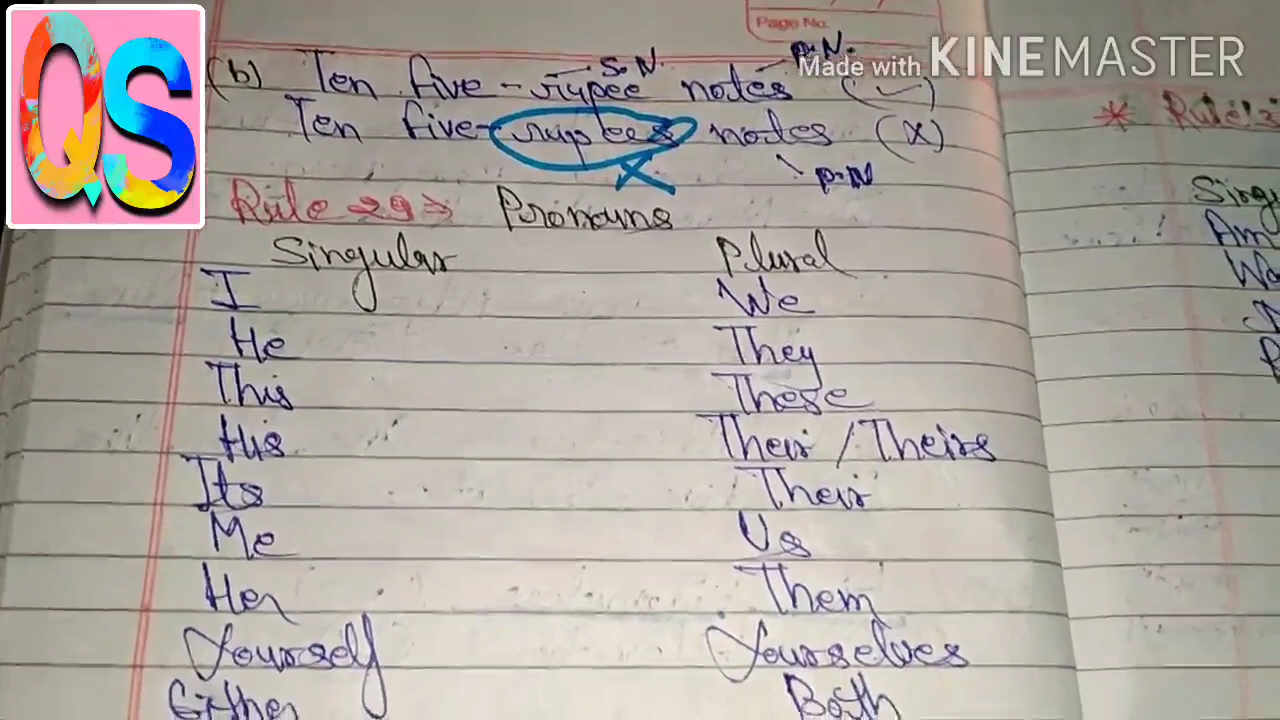 QS
Page No.
Made with KINEMASTER
S.N. P.N.
(b) Ten five-rupee notes (✓)
Ten five-rupees notes (x)
P.N
Rule 29→ Pronouns
Singular Plural
I We
He They
This These
His Their / Theirs
Its Their
Me Us
Her Them
Yourself Yourselves
Either Both
* Rule:
Am